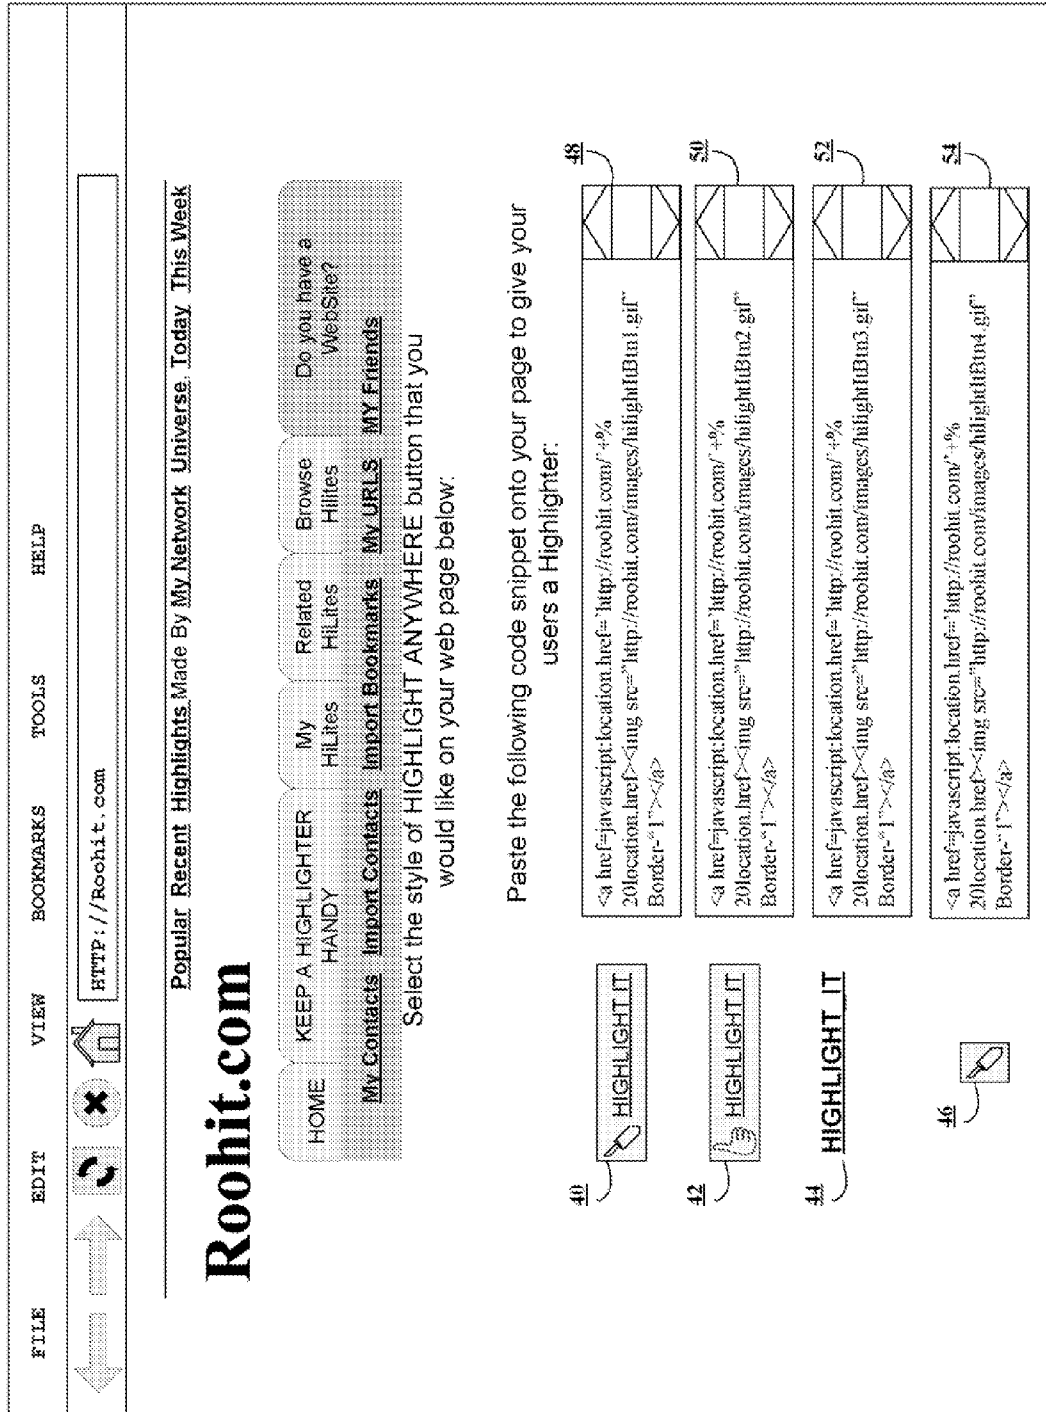 FILE EDIT VIEW BOOKMARKS TOOLS HELP
HTTP://Roohit.com
Popular Recent Highlights Made By My Network Universe, Today This Week
Roohit.com
HOME
KEEP A HIGHLIGHTER
HANDY
My
HiLites
Related
HiLites
Browse
Hilites
Do you have a
WebSite?
My Contacts Import Contacts Import Bookmarks My URLS MY Friends
Select the style of HIGHLIGHT ANYWHERE button that you
would like on your web page below:
Paste the following code snippet onto your page to give your
users a Highlighter:
40
HIGHLIGHT IT
<a href=javascript:location.href='http://roohit.com/'+%
20location.href><img src="http://roohit.com/images/hilightItBtn1.gif"
Border-"1"></a>
48
42
HIGHLIGHT IT
<a href=javascript:location.href='http://roohit.com/'+%
20location.href><img src="http://roohit.com/images/hilightItBtn2.gif"
Border-"1"></a>
50
44
HIGHLIGHT IT
<a href=javascript:location.href='http://roohit.com/'+%
20location.href><img src="http://roohit.com/images/hilightItBtn3.gif"
Border-"1"></a>
52
46
<a href=javascript:location.href='http://roohit.com/'+%
20location.href><img src="http://roohit.com/images/hilightItBtn4.gif"
Border-"1"></a>
54